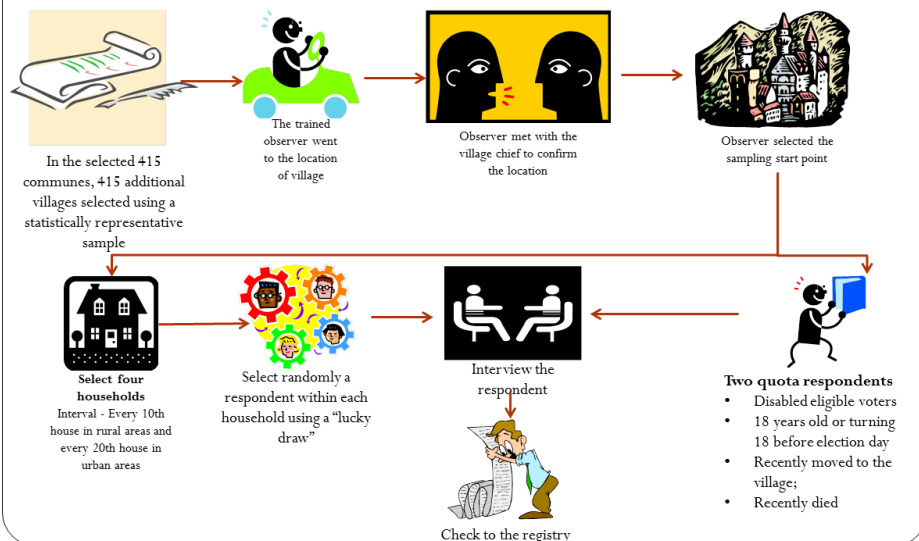 In the selected 415
communes, 415 additional
villages selected using a
statistically representative
sample
The trained
observer went
to the location
of village
Observer met with the
village chief to confirm
the location
Observer selected the
sampling start point
Select four
households
Interval - Every 10th
house in rural areas and
every 20th house in
urban areas
Select randomly a
respondent within each
household using a “lucky
draw”
Interview the
respondent
Check to the registry
Two quota respondents
• Disabled eligible voters
• 18 years old or turning
18 before election day
• Recently moved to the
village;
• Recently died